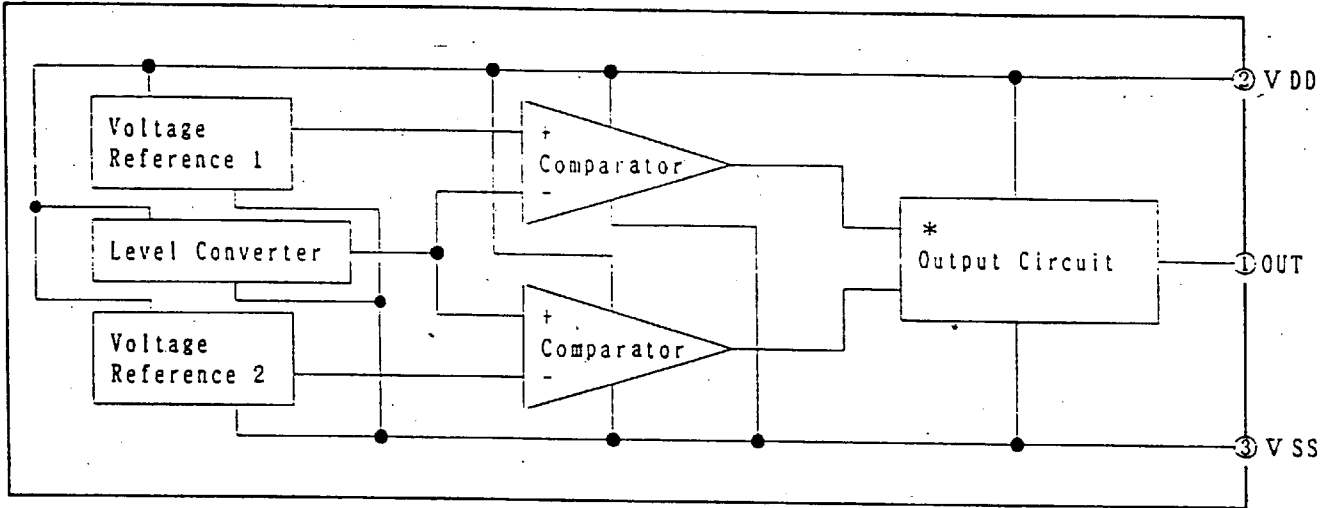 ② V DD
Voltage
Reference 1
+
Comparator
-
Level Converter
*
Output Circuit
① OUT
+
Comparator
-
Voltage
Reference 2
③ V SS